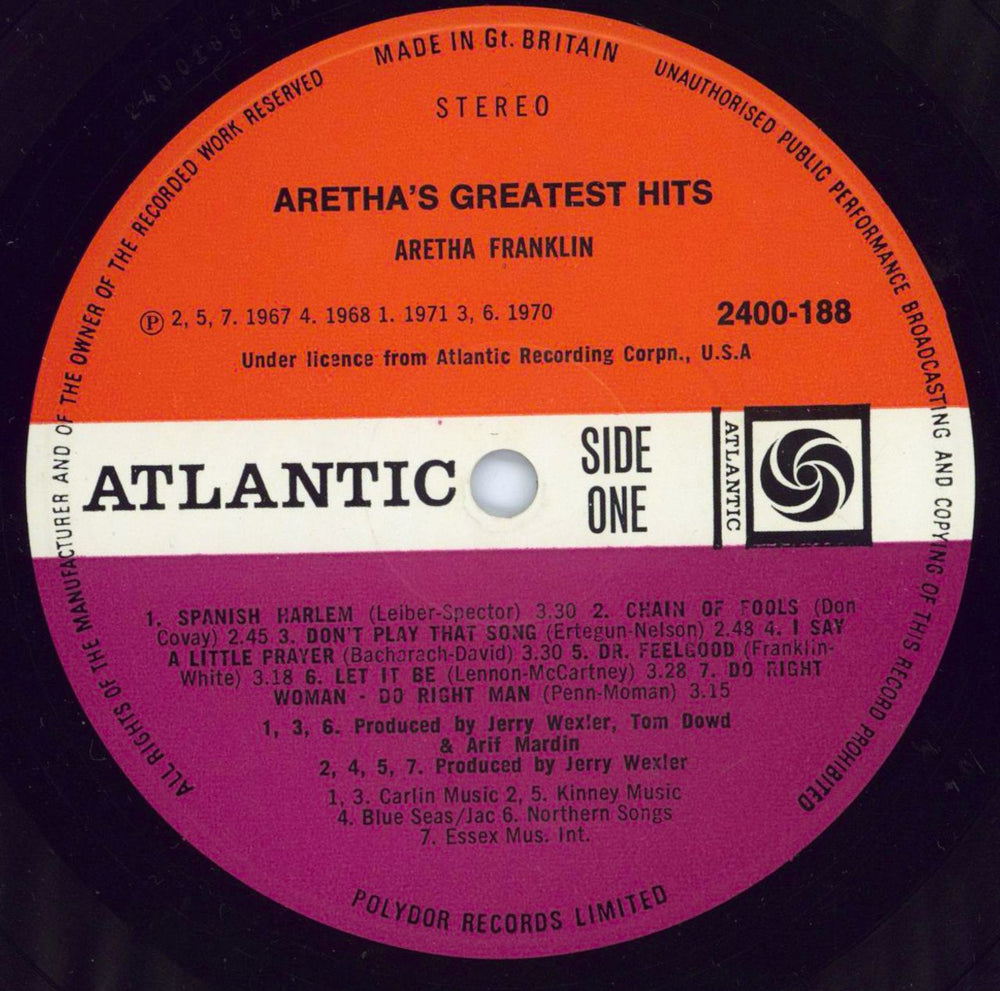 MADE IN Gt. BRITAIN
UNAUTHORISED PUBLIC PERFORMANCE BROADCASTING AND COPYING OF THIS RECORD PROHIBITED
ALL RIGHTS OF THE MANUFACTURER AND OF THE OWNER OF THE RECORDED WORK RESERVED
STEREO
ARETHA'S GREATEST HITS
ARETHA FRANKLIN
℗ 2, 5, 7. 1967 4. 1968 1. 1971 3, 6. 1970
2400-188
Under licence from Atlantic Recording Corpn., U.S.A
ATLANTIC
SIDE
ONE
ATLANTIC
1. SPANISH HARLEM (Leiber-Spector) 3.30 2. CHAIN OF FOOLS (Don
Covay) 2.45 3. DON'T PLAY THAT SONG (Ertegun-Nelson) 2.48 4. I SAY
A LITTLE PRAYER (Bacharach-David) 3.30 5. DR. FEELGOOD (Franklin-
White) 3.18 6. LET IT BE (Lennon-McCartney) 3.28 7. DO RIGHT
WOMAN - DO RIGHT MAN (Penn-Moman) 3.15
1, 3, 6. Produced by Jerry Wexler, Tom Dowd
& Arif Mardin
2, 4, 5, 7. Produced by Jerry Wexler
1, 3. Carlin Music 2, 5. Kinney Music
4. Blue Seas/Jac 6. Northern Songs
7. Essex Mus. Int.
POLYDOR RECORDS LIMITED